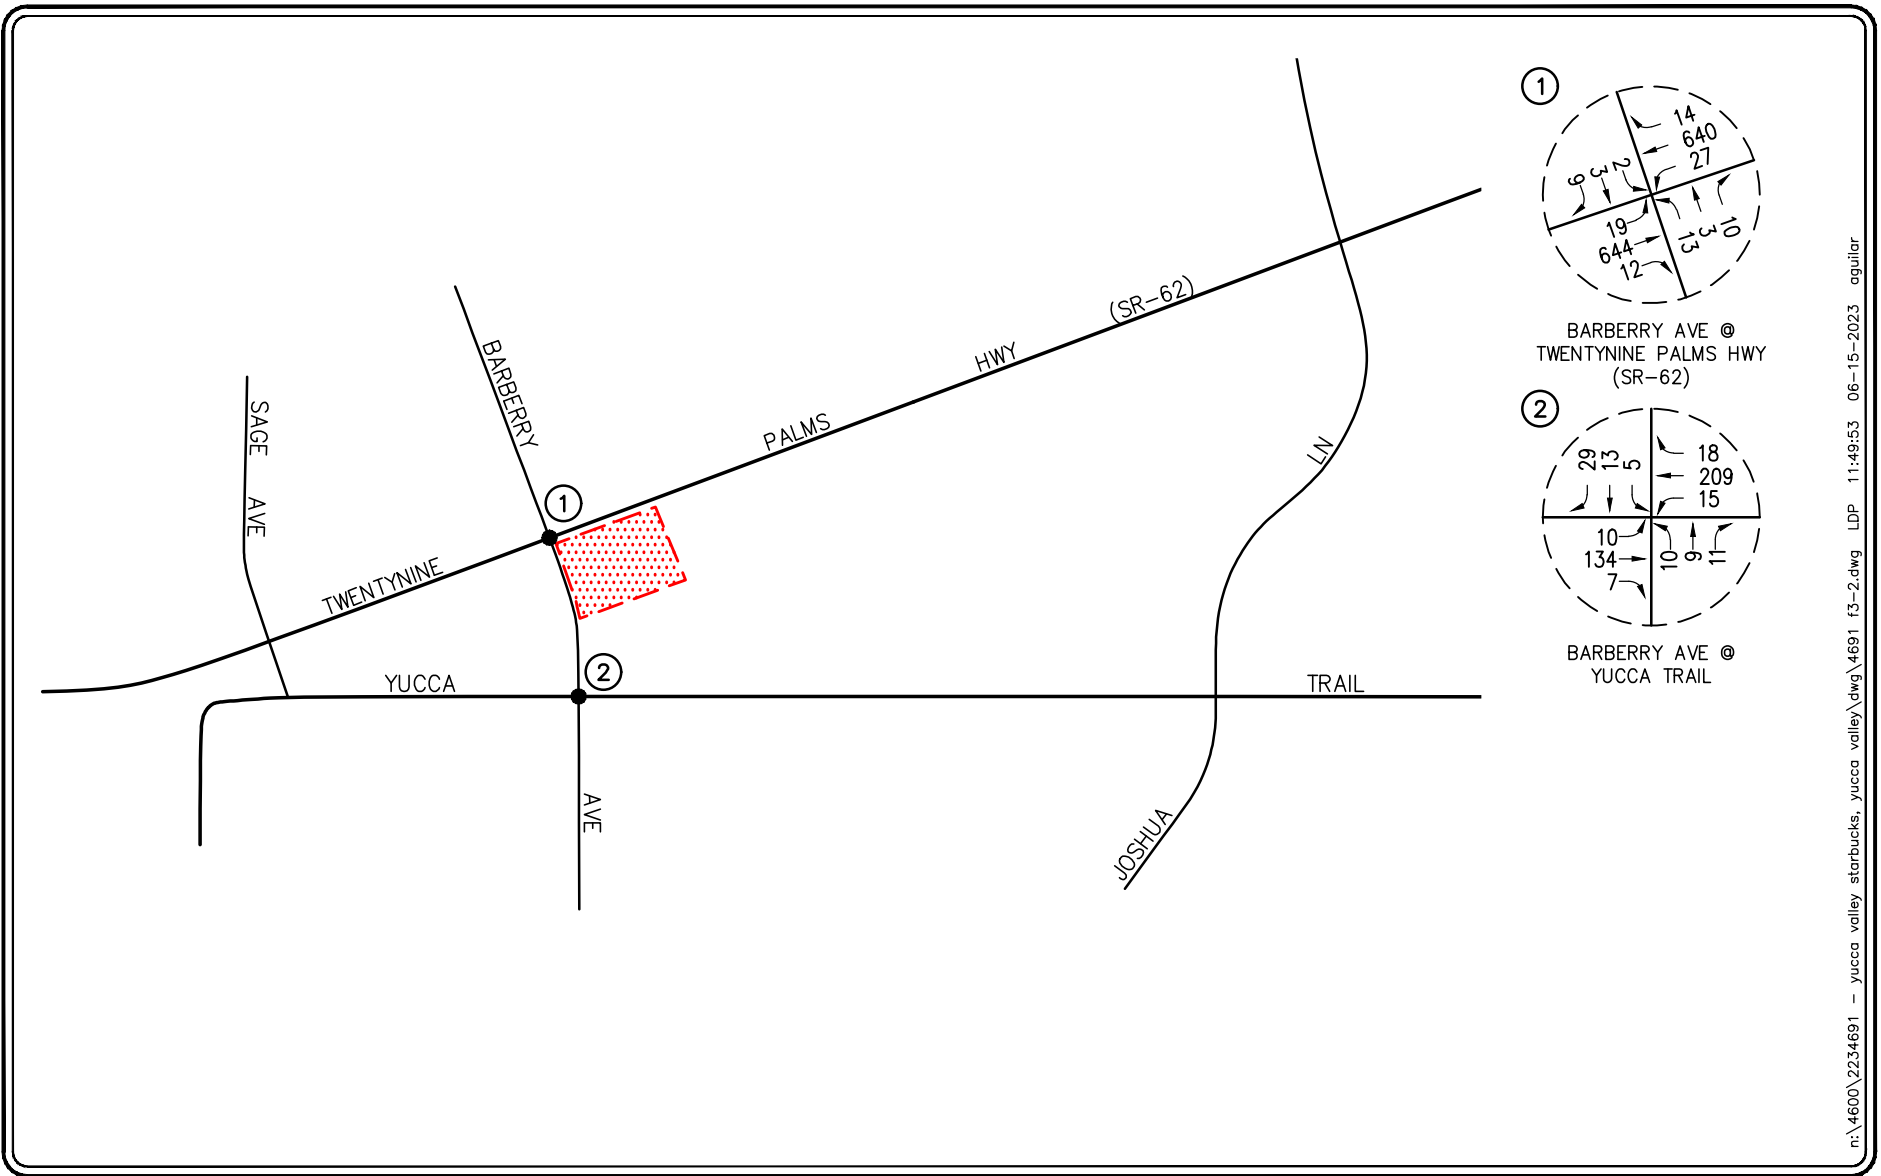 SAGE AVE
BARBERRY
AVE
TWENTYNINE PALMS HWY (SR-62)
YUCCA TRAIL
JOSHUA LN
1
2
1
14
640
27
9 3 2
19
644
12
13 3 10
BARBERRY AVE @
TWENTYNINE PALMS HWY
(SR-62)
2
29 13 5
18
209
15
10
134
7
10 9 11
BARBERRY AVE @
YUCCA TRAIL
n:\4600\2234691 - yucca valley starbucks, yucca valley\dwg\4691 f3-2.dwg LDP 1:49:53 06-15-2023 aguilar